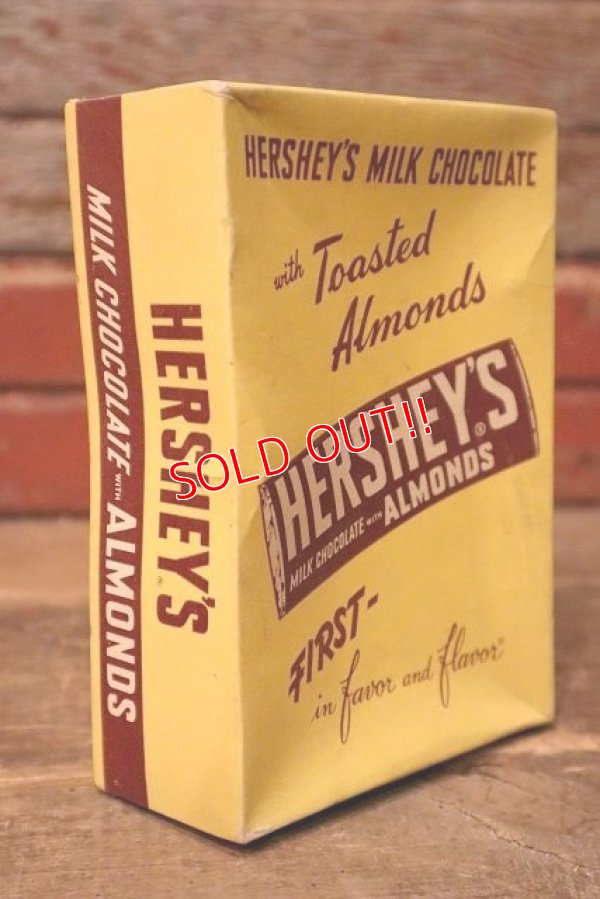 HERSHEY'S MILK CHOCOLATE
with Toasted
Almonds
HERSHEY'S®
MILK CHOCOLATE WITH ALMONDS
FIRST-
in favor and flavor"
HERSHEY'S®
MILK CHOCOLATE WITH ALMONDS
SOLD OUT!!